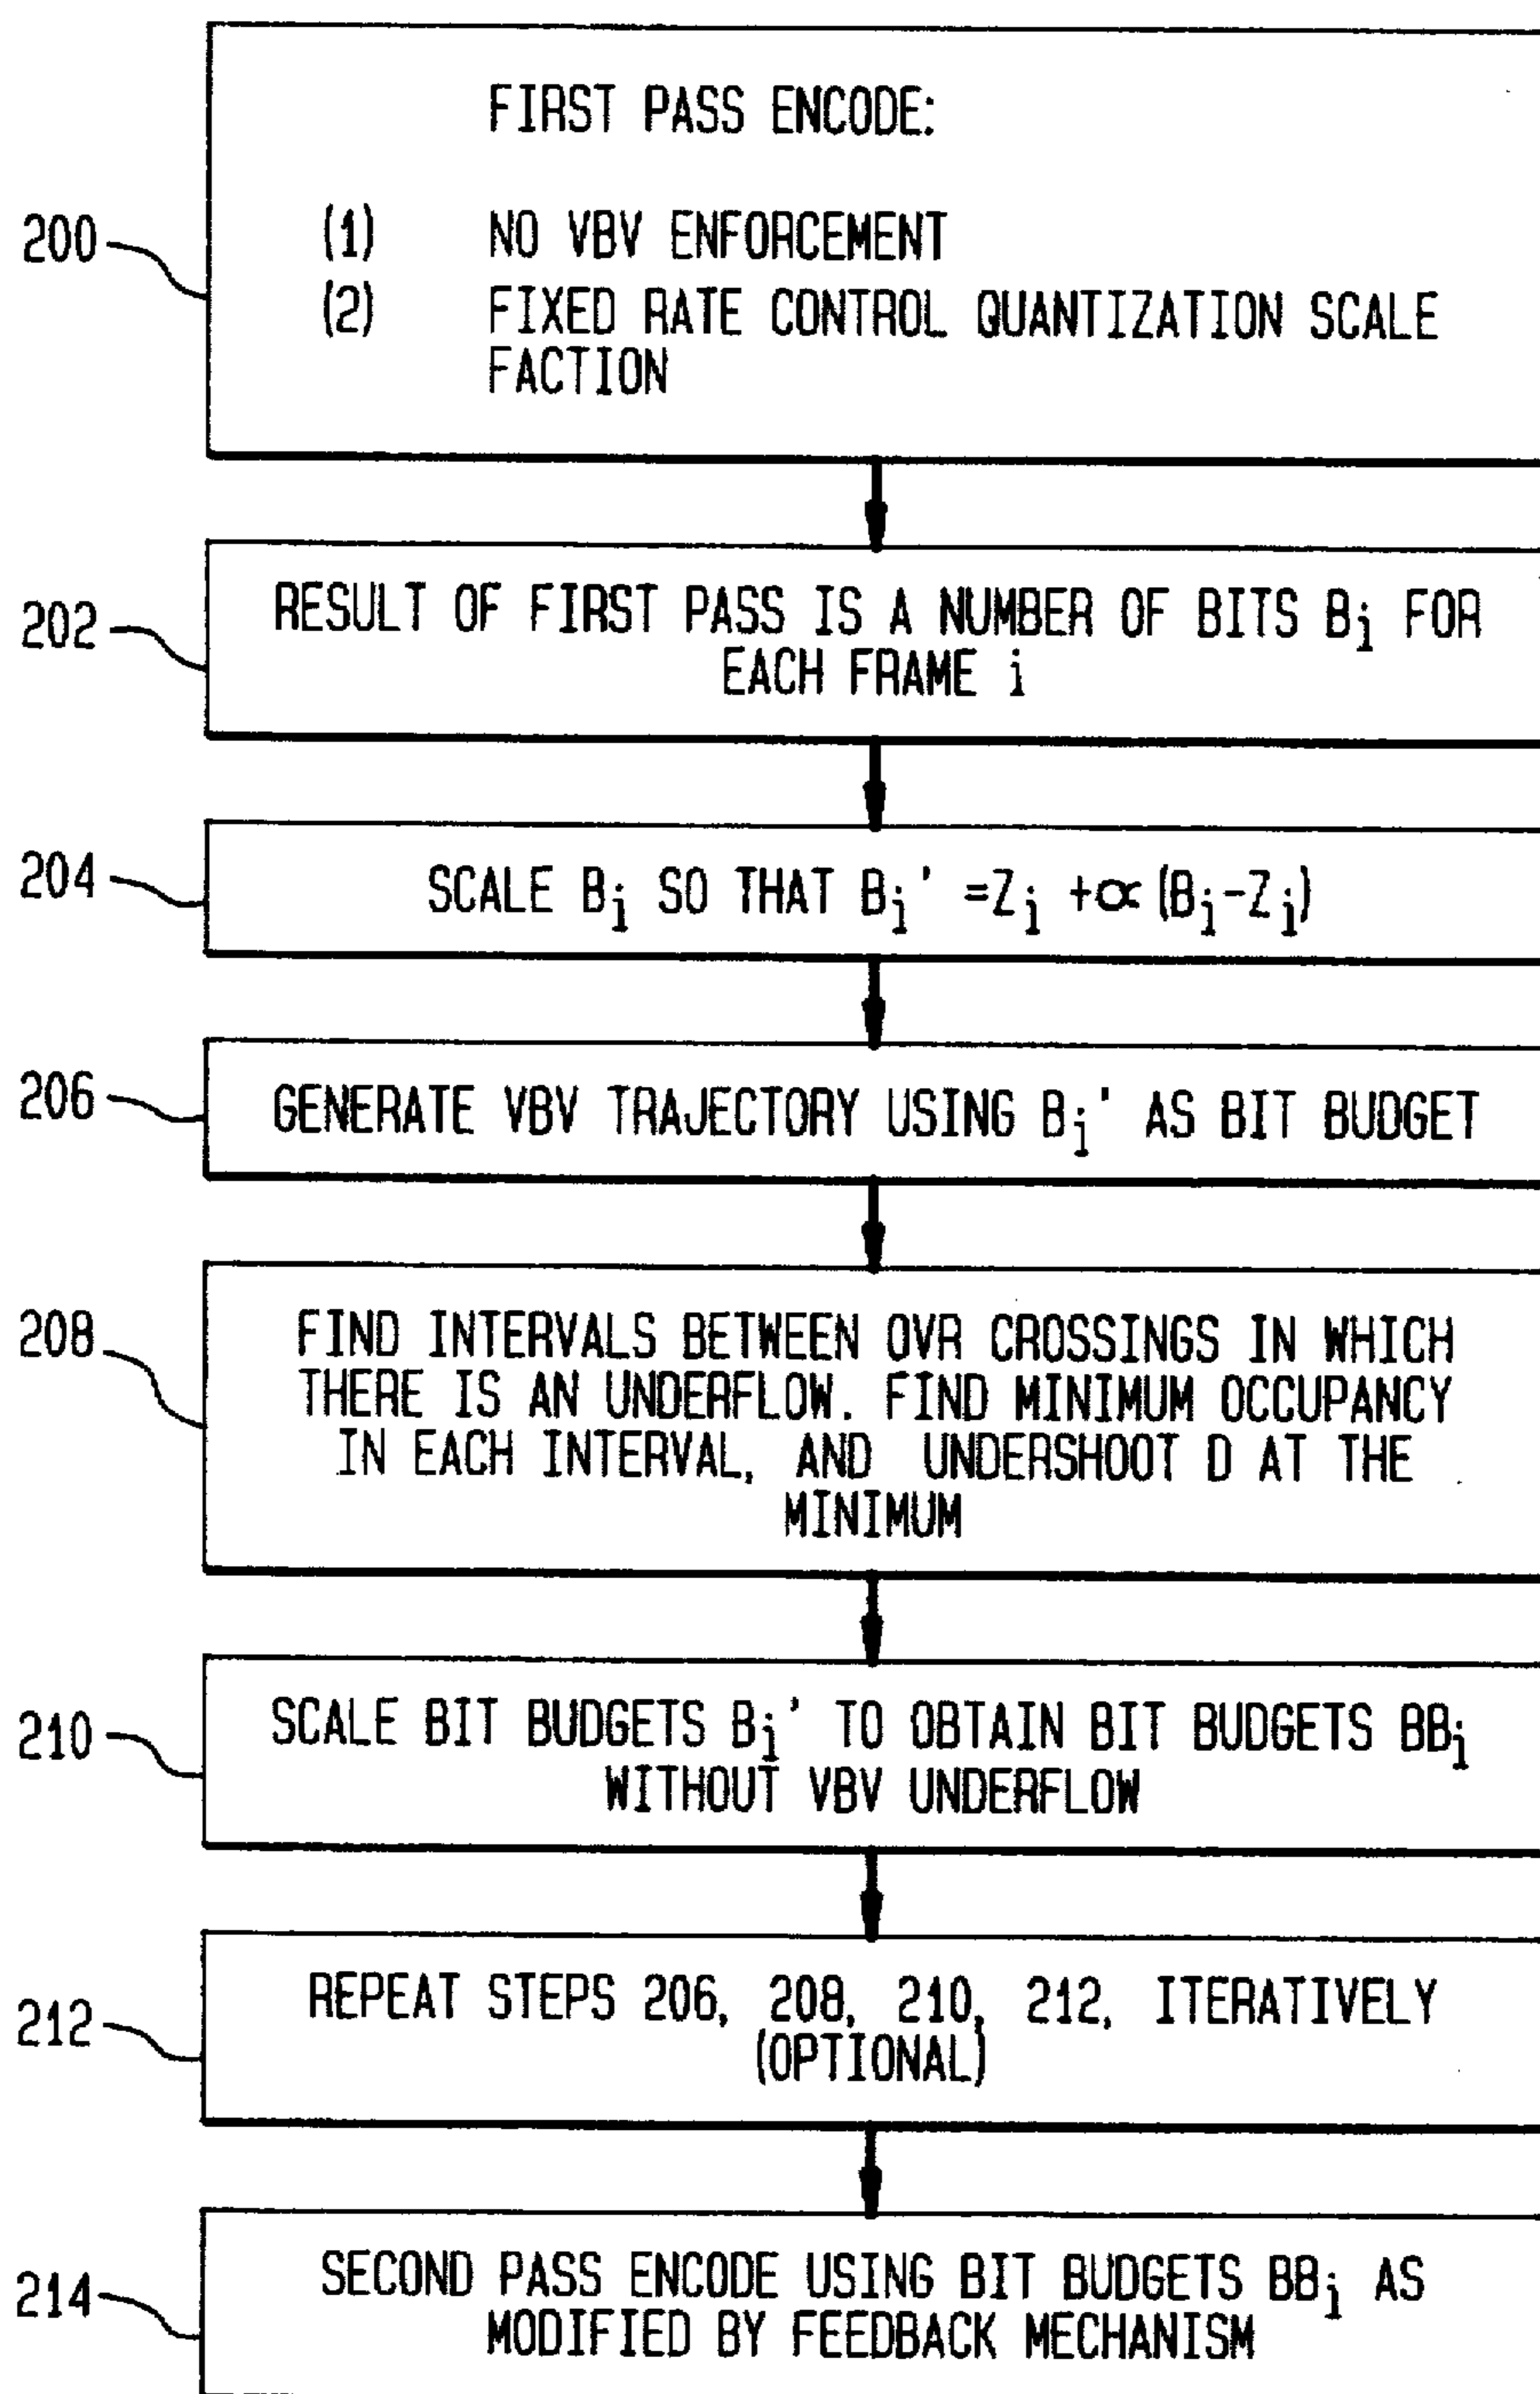 FIRST PASS ENCODE:
200
(1) NO VBV ENFORCEMENT
(2) FIXED RATE CONTROL QUANTIZATION SCALE
FACTION
202
RESULT OF FIRST PASS IS A NUMBER OF BITS Bi FOR
EACH FRAME i
204
SCALE Bi SO THAT Bi' =Zi +∝ (Bi-Zi)
206
GENERATE VBV TRAJECTORY USING Bi' AS BIT BUDGET
208
FIND INTERVALS BETWEEN OVR CROSSINGS IN WHICH
THERE IS AN UNDERFLOW. FIND MINIMUM OCCUPANCY
IN EACH INTERVAL, AND UNDERSHOOT D AT THE
MINIMUM
210
SCALE BIT BUDGETS Bi' TO OBTAIN BIT BUDGETS BBi
WITHOUT VBV UNDERFLOW
212
REPEAT STEPS 206, 208, 210, 212, ITERATIVELY
(OPTIONAL)
214
SECOND PASS ENCODE USING BIT BUDGETS BBi AS
MODIFIED BY FEEDBACK MECHANISM